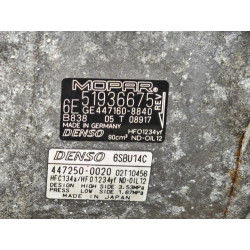 MOPAR
6E 51936675 REV
GE447160-8840
B838 05 T 08917
MADE IN GERMANY HFO1234yf
DENSO 90cm³ ND-OIL12
DENSO 6SBU14C
447250-0020 02T10456
HFC134a/HFO1234yf ND-OIL12
DESIGN HIGH SIDE 3.53MPa
PRESS LOW SIDE 1.67MPa
MADE IN JAPAN